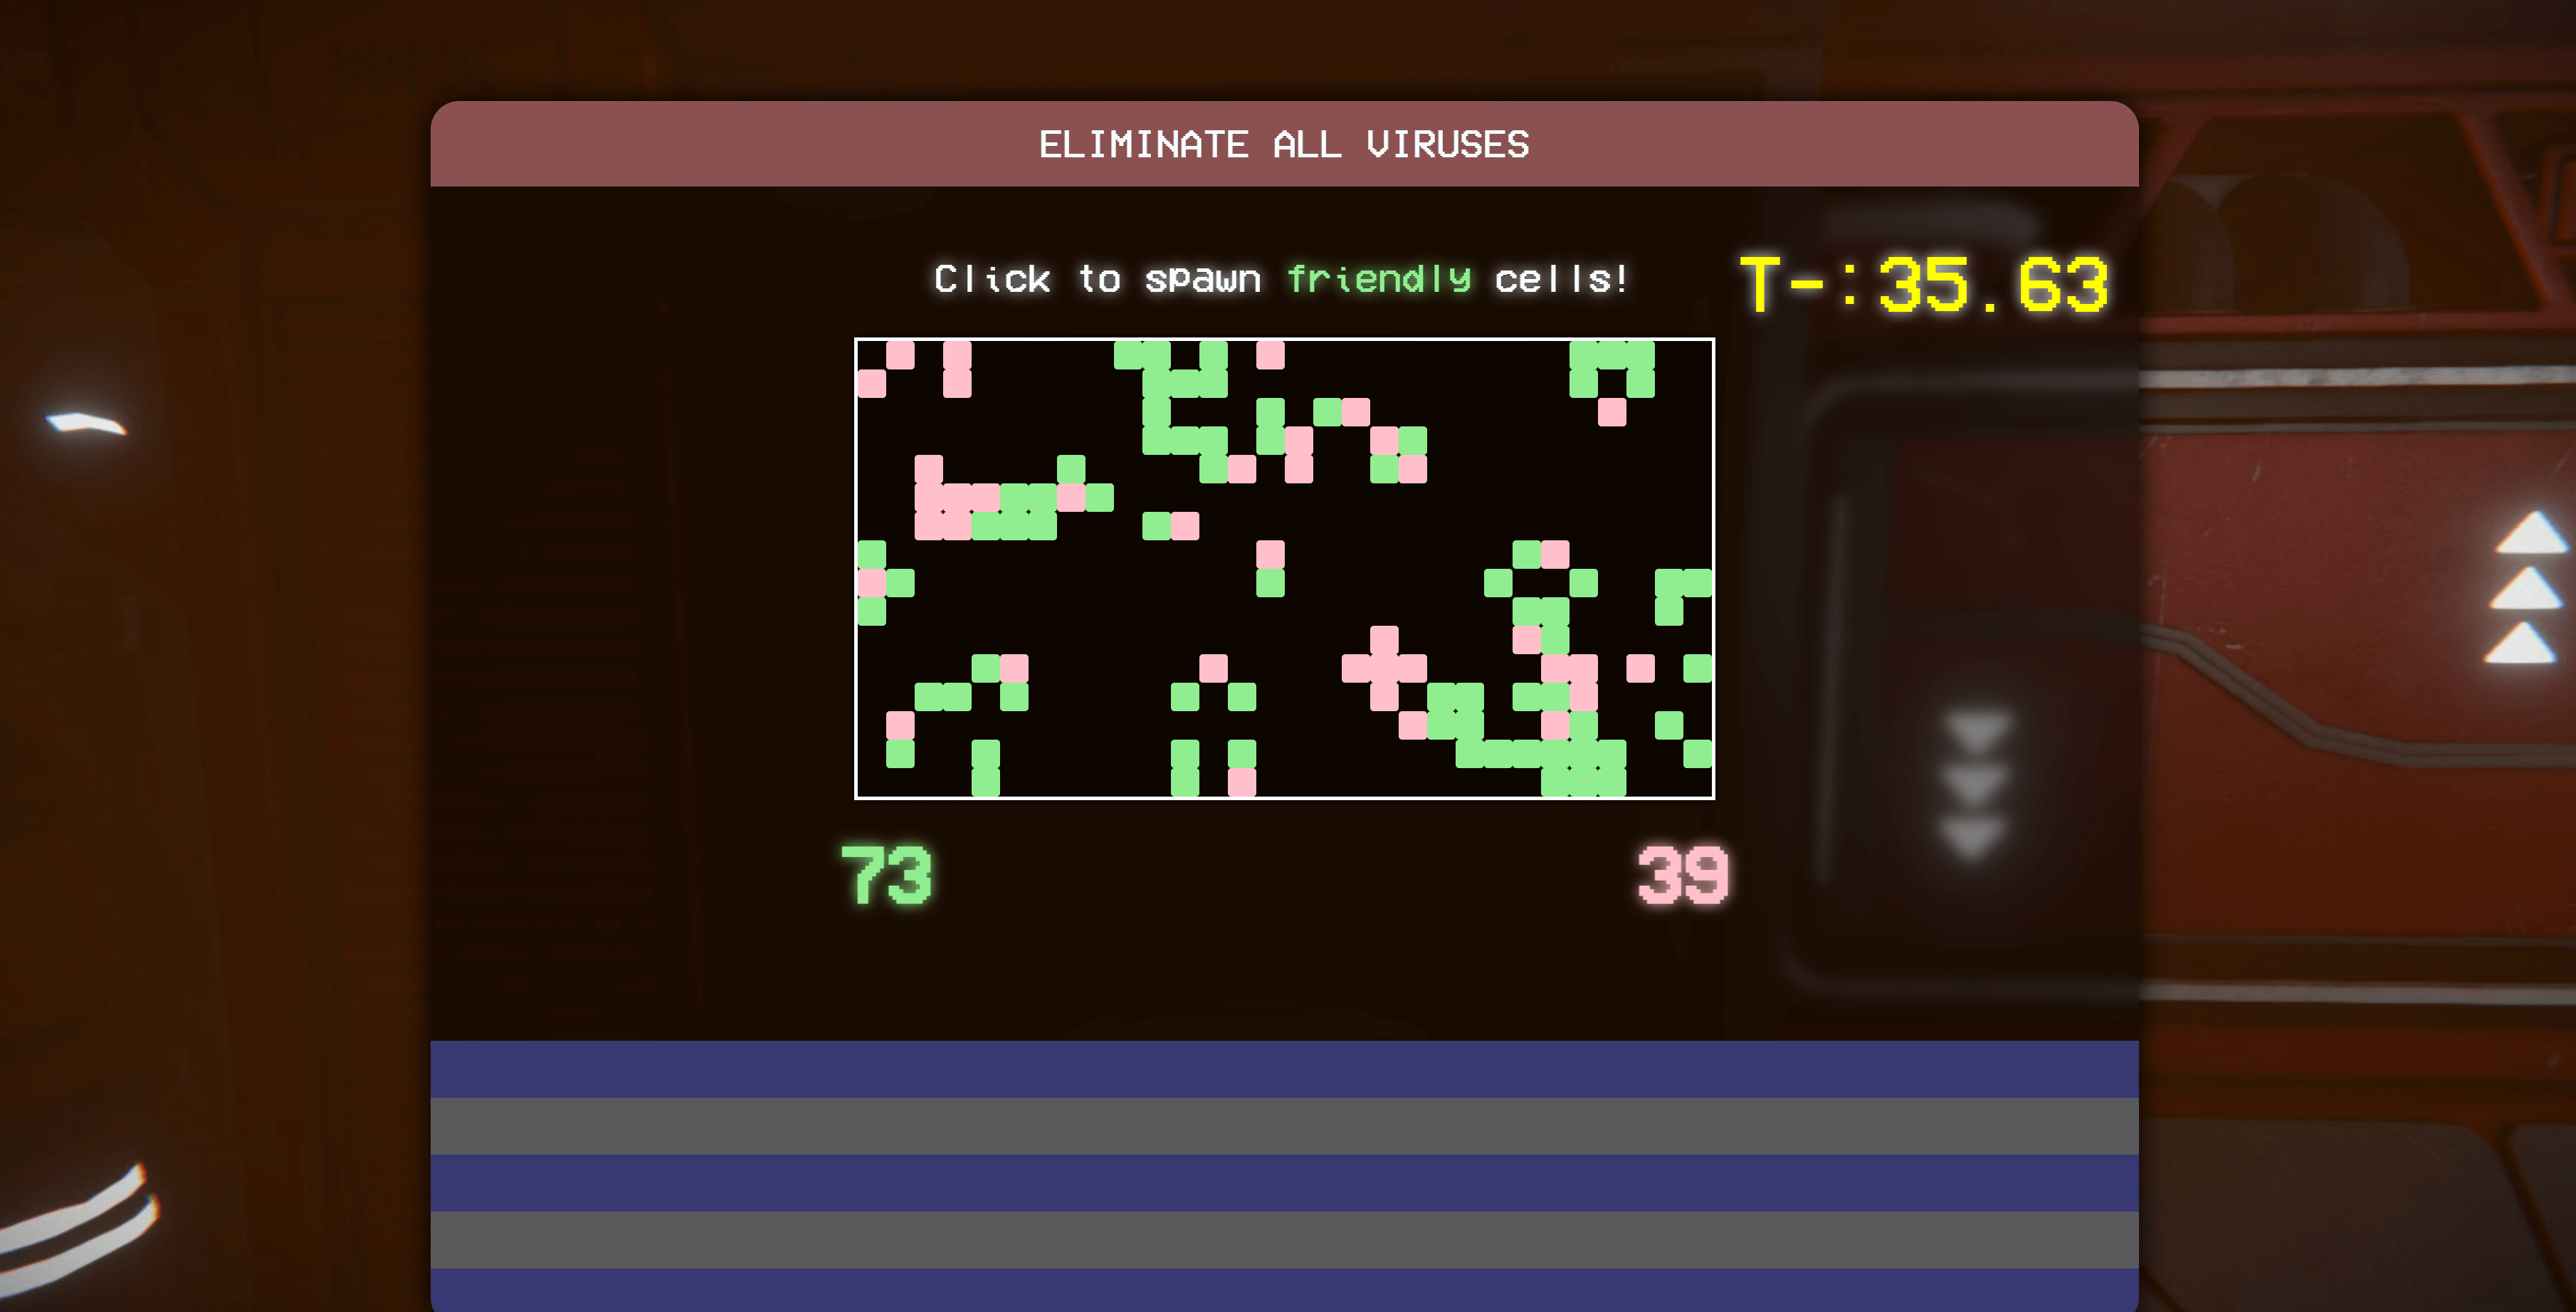 ELIMINATE ALL VIRUSES
Click to spawn friendly cells!
T-:35.63
73
39